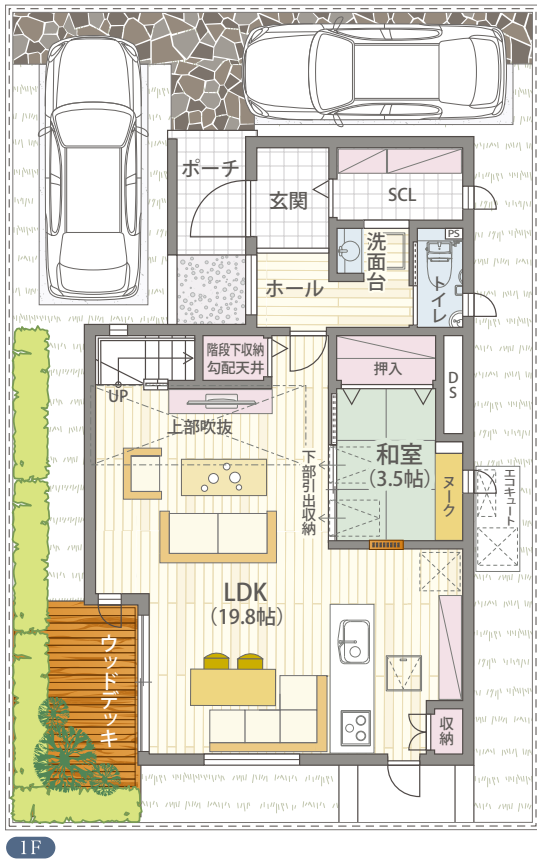 ポーチ
玄関
SCL
洗面台
PS
トイレ
ホール
階段下収納
勾配天井
押入
DS
UP
上部吹抜
下部引出収納
和室
(3.5帖)
ヌーク
エコキュート
LDK
(19.8帖)
ウッドデッキ
収納
1F